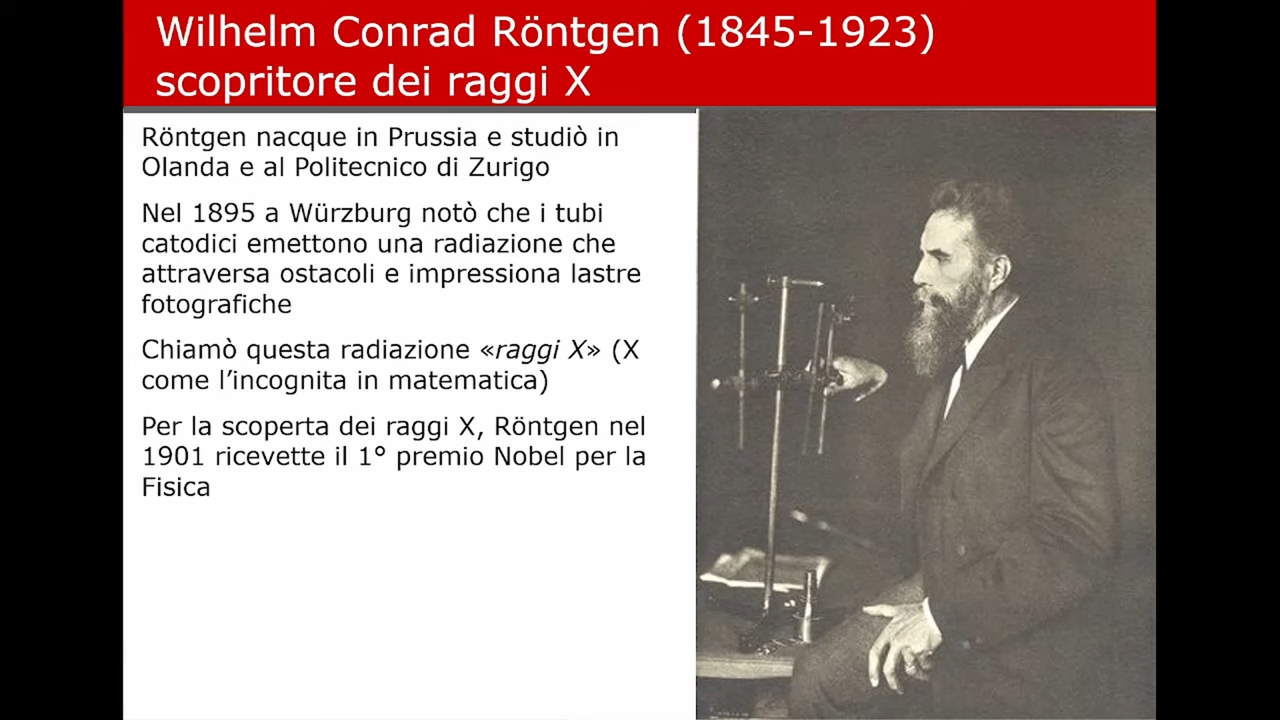 Wilhelm Conrad Röntgen (1845-1923)
scopritore dei raggi X
Röntgen nacque in Prussia e studiò in
Olanda e al Politecnico di Zurigo
Nel 1895 a Würzburg notò che i tubi
catodici emettono una radiazione che
attraversa ostacoli e impressiona lastre
fotografiche
Chiamò questa radiazione «raggi X» (X
come l’incognita in matematica)
Per la scoperta dei raggi X, Röntgen nel
1901 ricevette il 1° premio Nobel per la
Fisica